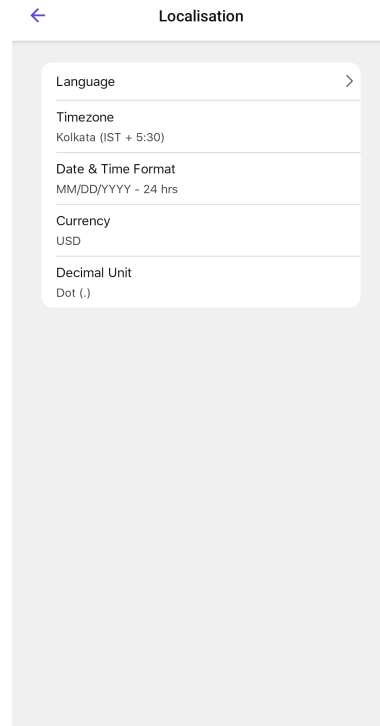 Localisation
Language
Timezone
Kolkata (IST + 5:30)
Date & Time Format
MM/DD/YYYY - 24 hrs
Currency
USD
Decimal Unit
Dot (.)